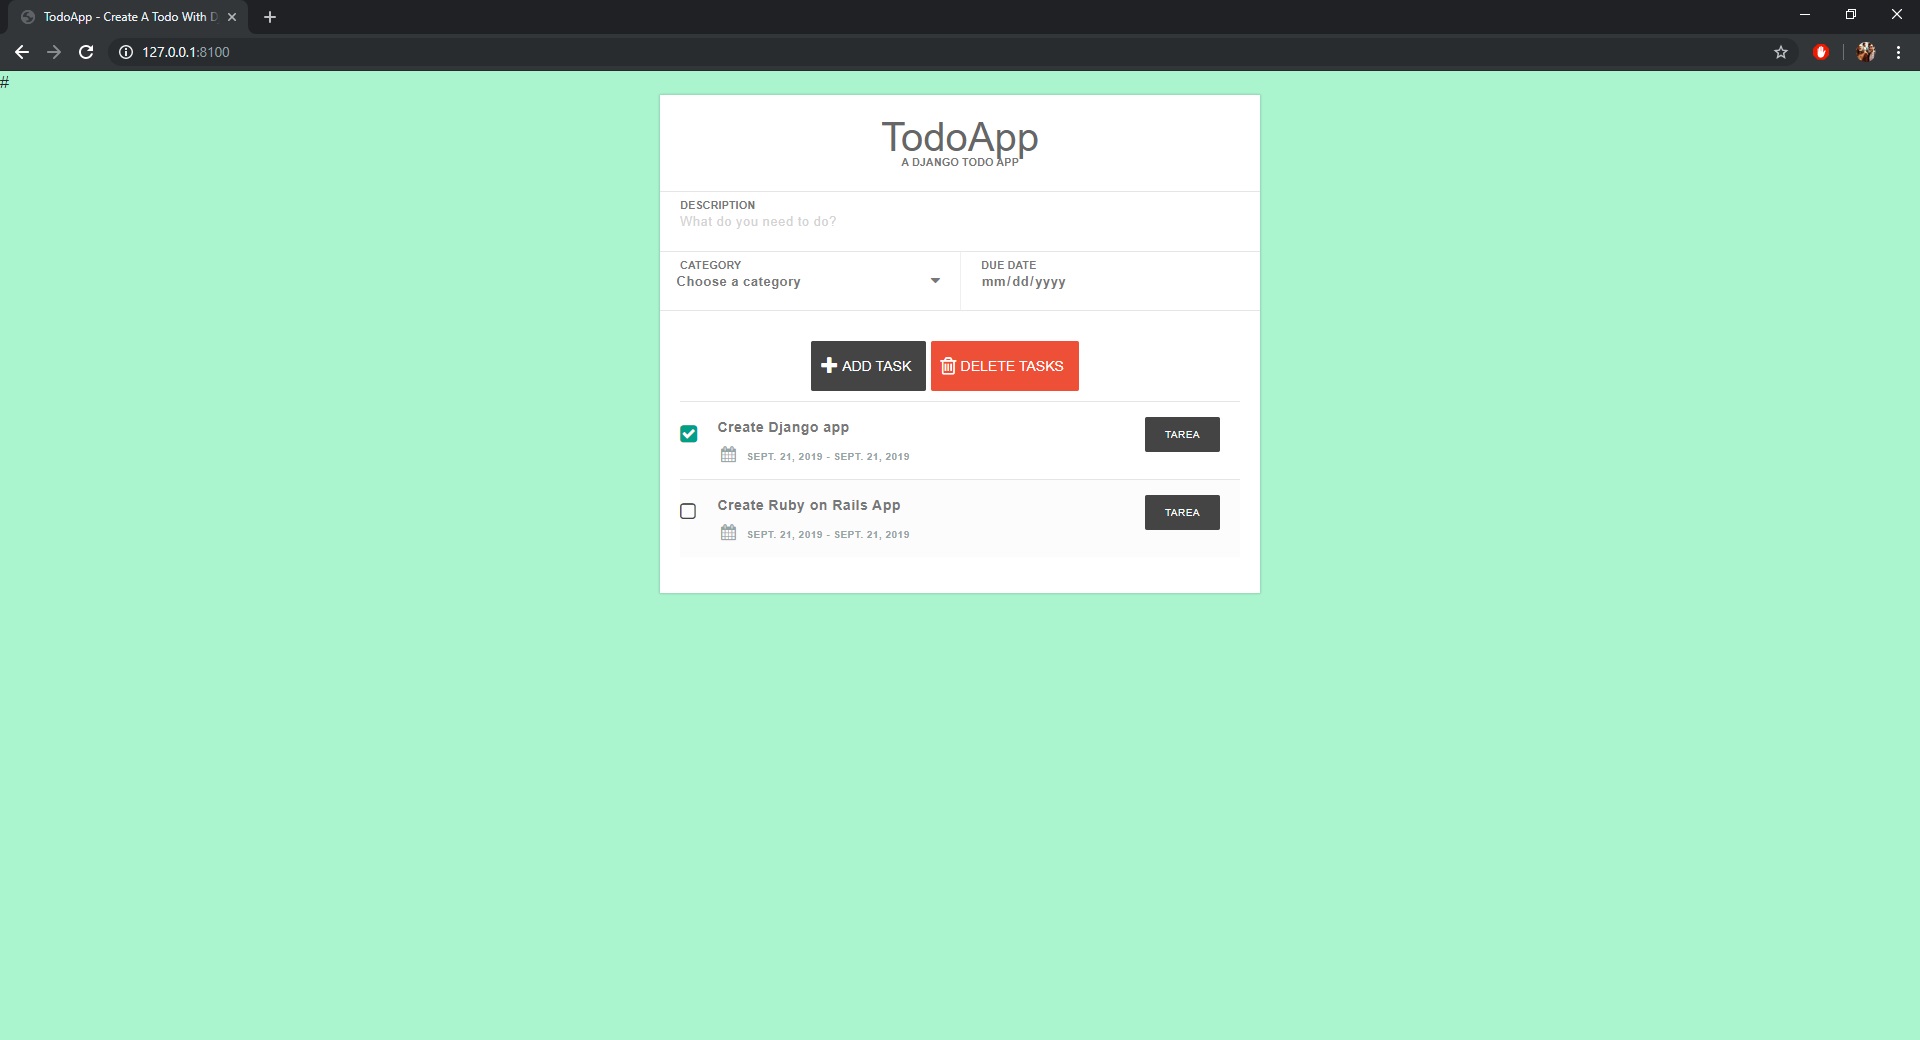 TodoApp - Create A Todo With D
127.0.0.1:8100
#
TodoApp
A DJANGO TODO APP
DESCRIPTION
What do you need to do?
CATEGORY
Choose a category
DUE DATE
mm/dd/yyyy
ADD TASK
DELETE TASKS
Create Django app
TAREA
SEPT. 21, 2019 - SEPT. 21, 2019
Create Ruby on Rails App
TAREA
SEPT. 21, 2019 - SEPT. 21, 2019